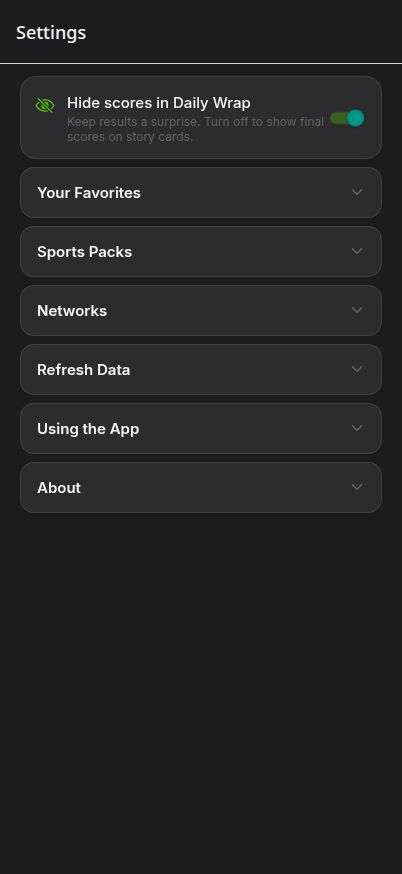 Settings
Hide scores in Daily Wrap
Keep results a surprise. Turn off to show final
scores on story cards.
Your Favorites
Sports Packs
Networks
Refresh Data
Using the App
About